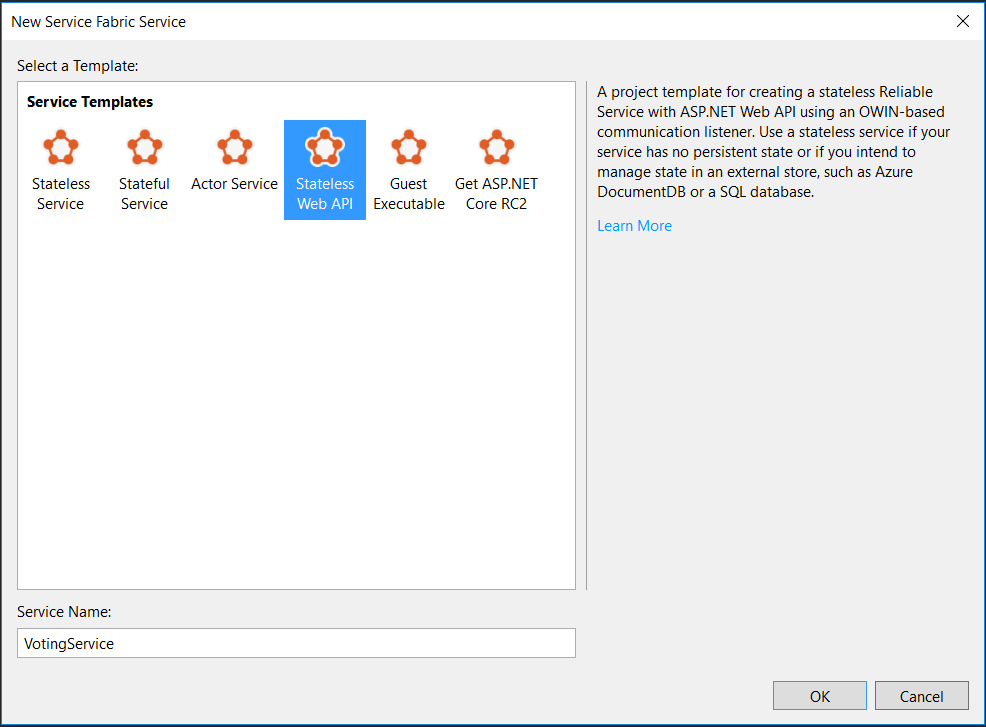 New Service Fabric Service
Select a Template:
Service Templates
Stateless
Service
Stateful
Service
Actor Service
Stateless
Web API
Guest
Executable
Get ASP.NET
Core RC2
A project template for creating a stateless Reliable
Service with ASP.NET Web API using an OWIN-based
communication listener. Use a stateless service if your
service has no persistent state or if you intend to
manage state in an external store, such as Azure
DocumentDB or a SQL database.
Learn More
Service Name:
VotingService
OK
Cancel